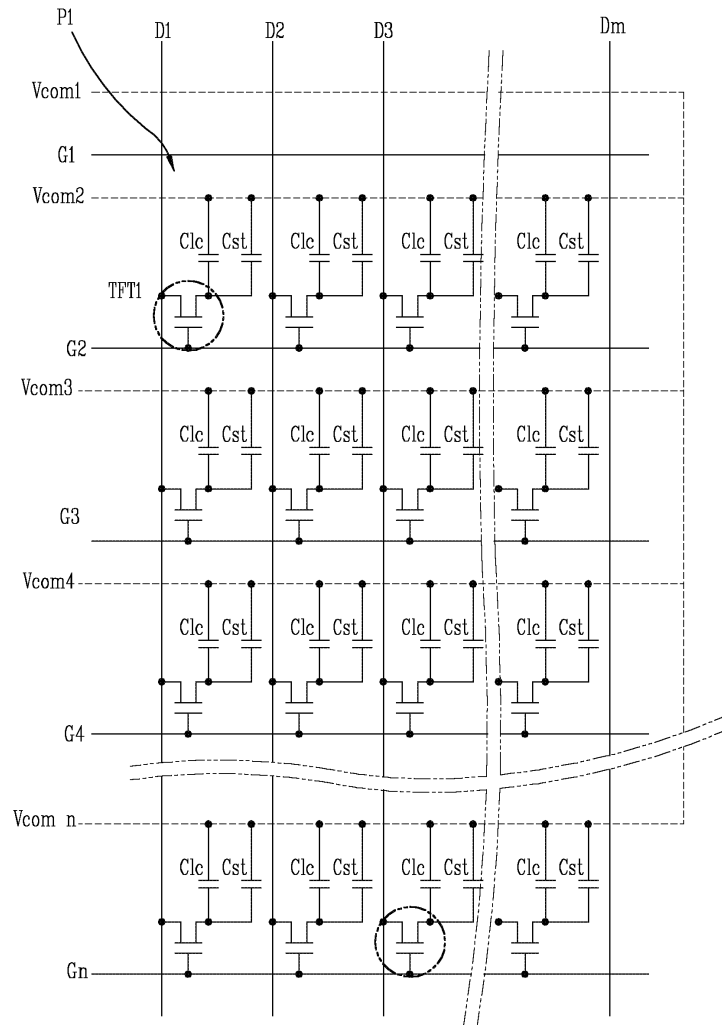 P1
D1 D2 D3 Dm
Vcom1
G1
Vcom2
Clc Cst Clc Cst Clc Cst Clc Cst
TFT1
G2
Vcom3
Clc Cst Clc Cst Clc Cst Clc Cst
G3
Vcom4
Clc Cst Clc Cst Clc Cst Clc Cst
G4
Vcom n
Clc Cst Clc Cst Clc Cst Clc Cst
Gn